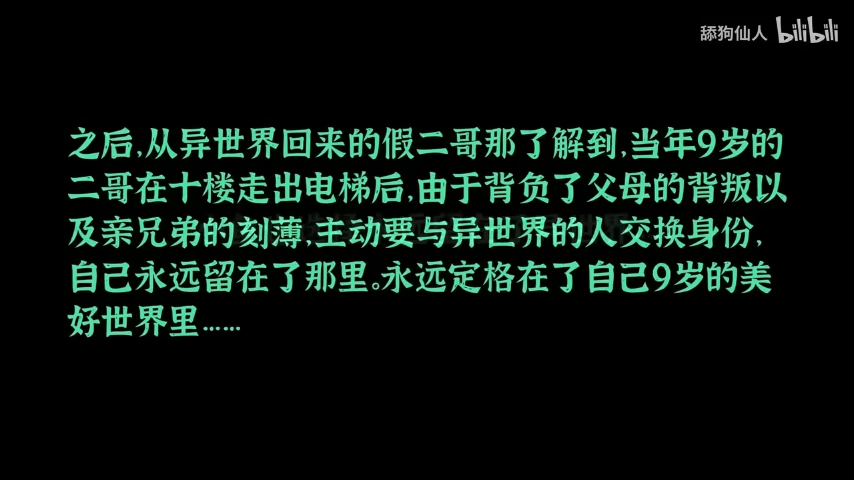 舔狗仙人 bilibili
之后,从异世界回来的假二哥那了解到,当年9岁的
二哥在十楼走出电梯后,由于背负了父母的背叛以
及亲兄弟的刻薄,主动要与异世界的人交换身份,
自己永远留在了那里。永远定格在了自己9岁的美
好世界里……